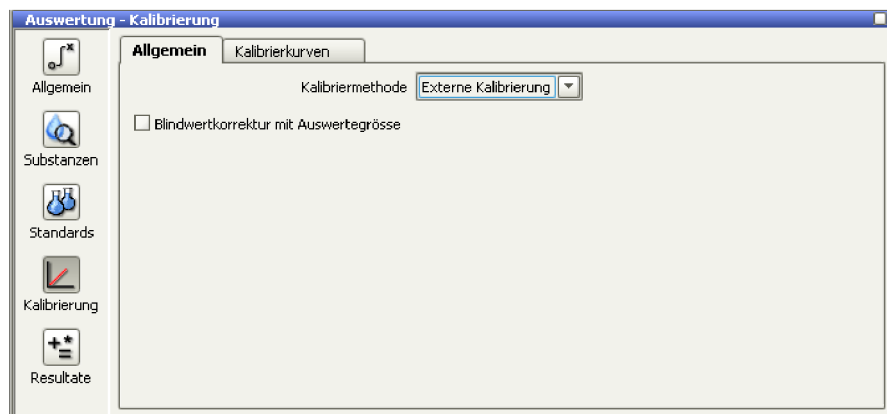 Auswertung - Kalibrierung
Allgemein
Substanzen
Standards
Kalibrierung
Resultate
Allgemein Kalibrierkurven
Kalibriermethode Externe Kalibrierung
Blindwertkorrektur mit Auswertegrösse